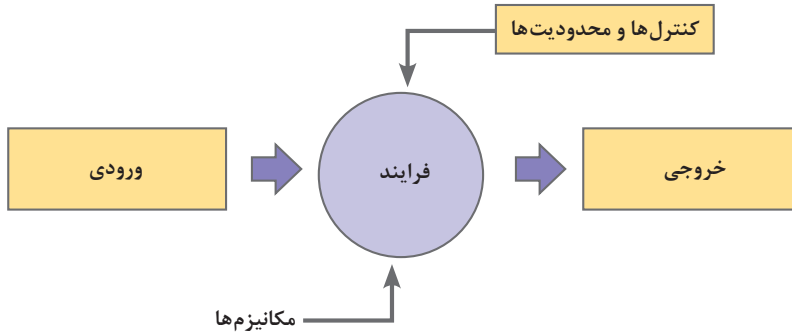 کنترل‌ها و محدودیت‌ها
ورودی
فرایند
خروجی
مکانیزم‌ها